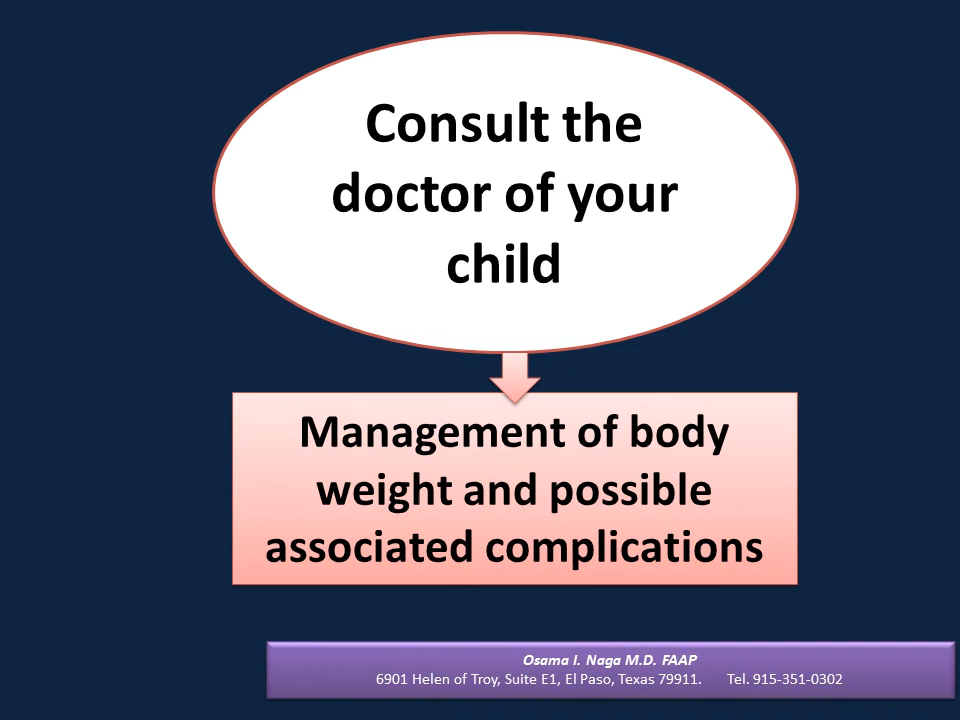 Consult the
doctor of your
child
Management of body
weight and possible
associated complications
Osama I. Naga M.D. FAAP
6901 Helen of Troy, Suite E1, El Paso, Texas 79911. Tel. 915-351-0302